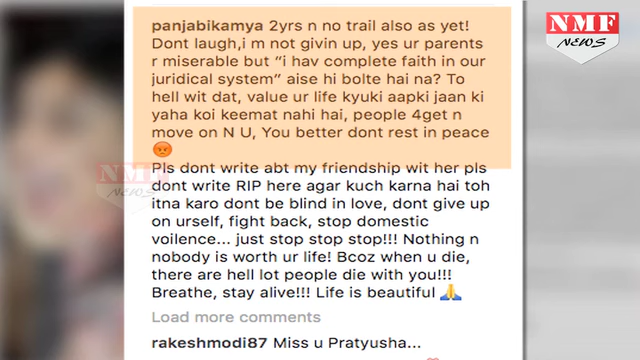 panjabikamya 2yrs n no trail also as yet!
Dont laugh,i m not givin up, yes ur parents
r miserable but "i hav complete faith in our
juridical system" aise hi bolte hai na? To
hell wit dat, value ur life kyuki aapki jaan ki
yaha koi keemat nahi hai, people 4get n
move on N U, You better dont rest in peace
😡
Pls dont write abt my friendship wit her pls
dont write RIP here agar kuch karna hai toh
itna karo dont be blind in love, dont give up
on urself, fight back, stop domestic
voilence... just stop stop stop!!! Nothing n
nobody is worth ur life! Bcoz when u die,
there are hell lot people die with you!!!
Breathe, stay alive!!! Life is beautiful 🙏
Load more comments
rakeshmodi87 Miss u Pratyusha...
NMF
NEWS
NMF
NEWS